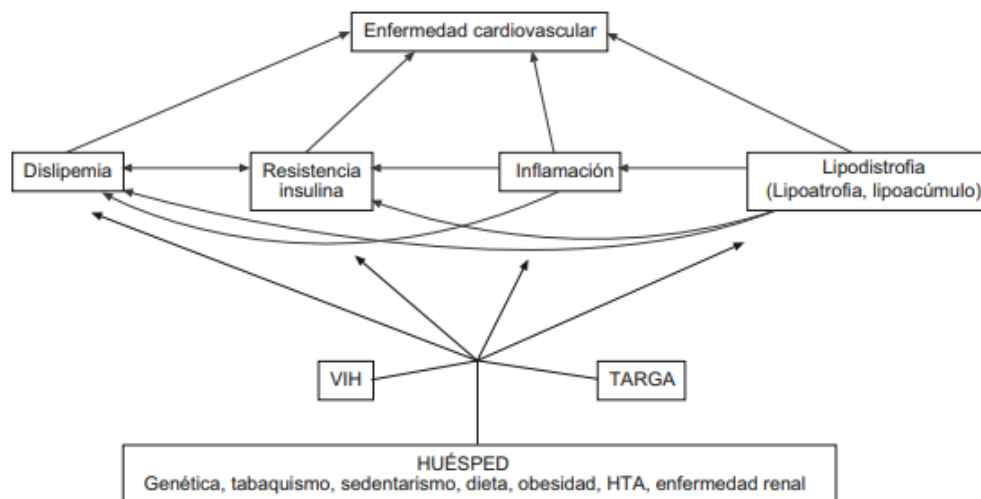 Enfermedad cardiovascular
Dislipemia
Resistencia
insulina
Inflamación
Lipodistrofia
(Lipoatrofia, lipoacúmulo)
VIH
TARGA
HUÉSPED
Genética, tabaquismo, sedentarismo, dieta, obesidad, HTA, enfermedad renal